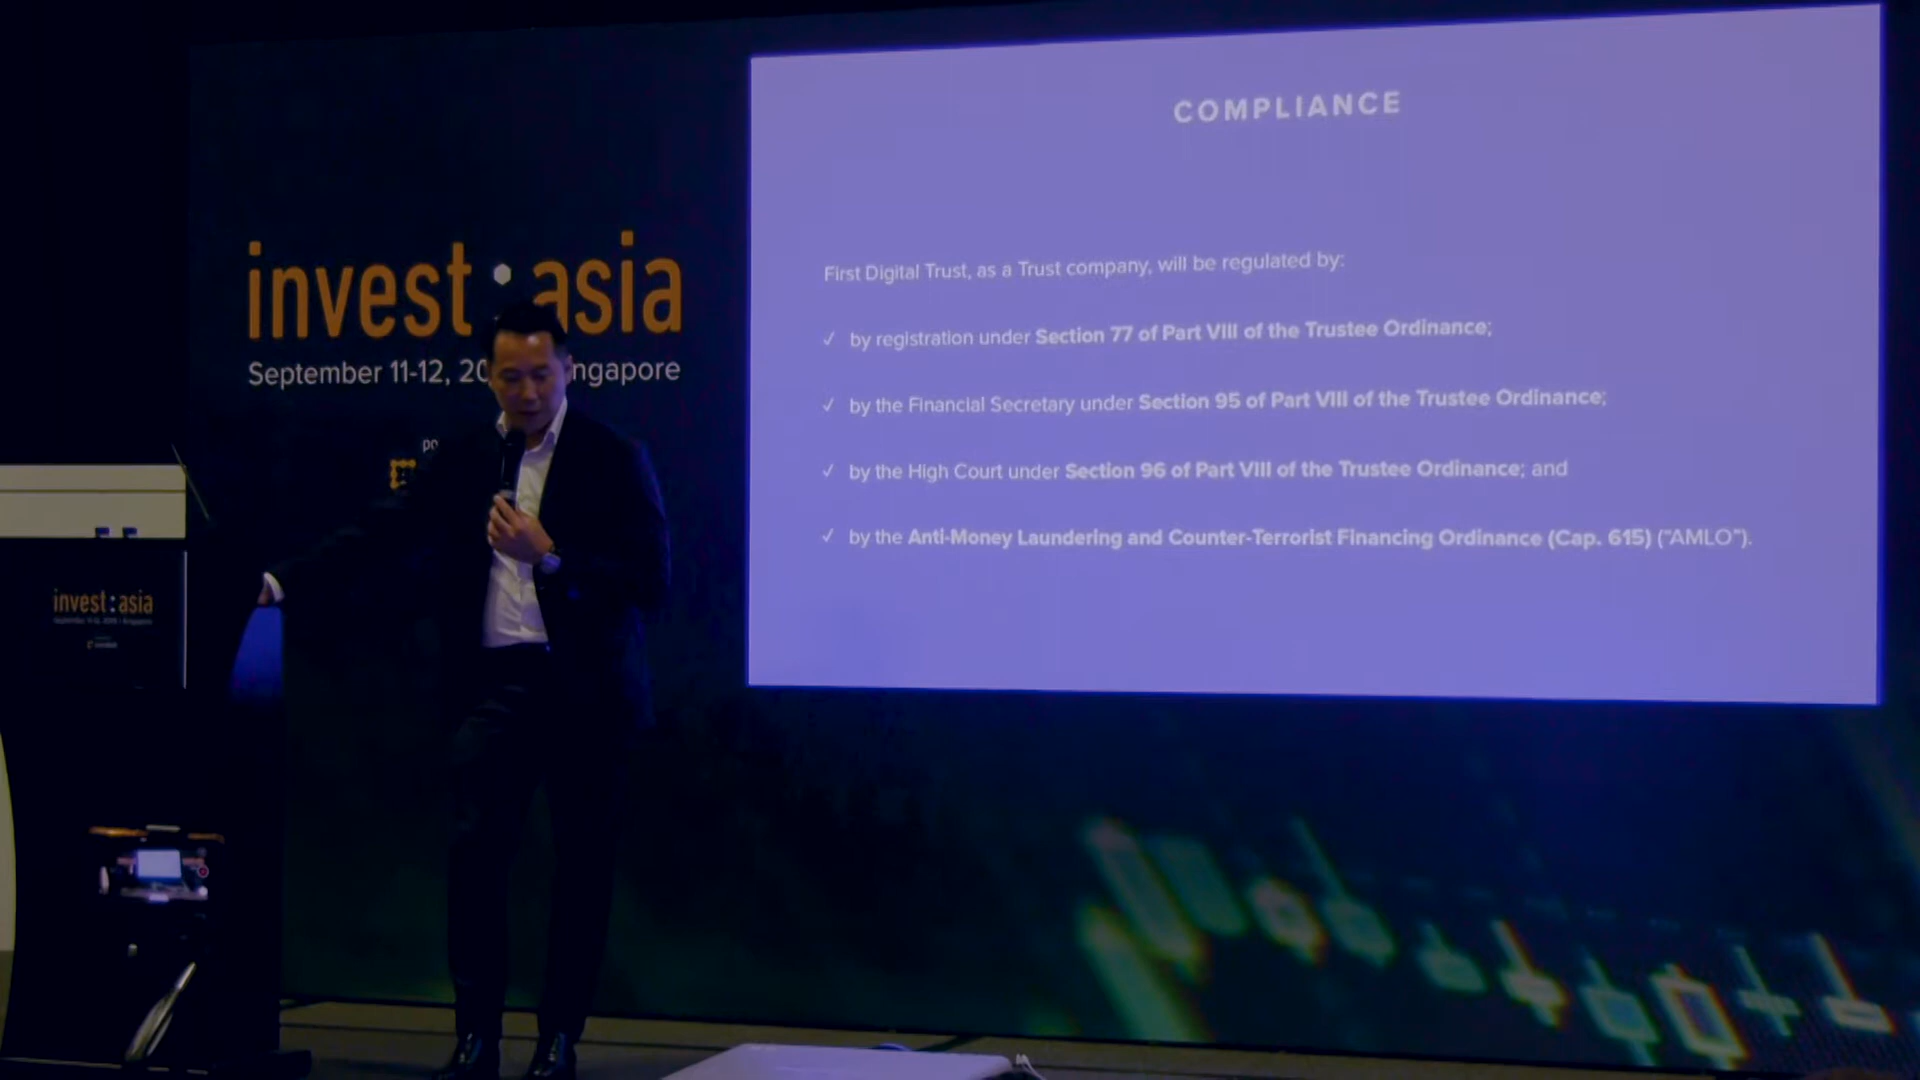 COMPLIANCE
First Digital Trust, as a Trust company, will be regulated by:
✓ by registration under Section 77 of Part VIII of the Trustee Ordinance;
✓ by the Financial Secretary under Section 95 of Part VIII of the Trustee Ordinance;
✓ by the High Court under Section 96 of Part VIII of the Trustee Ordinance; and
✓ by the Anti-Money Laundering and Counter-Terrorist Financing Ordinance (Cap. 615) ("AMLO").
invest:asia
September 11-12, 20 ngapore
po
invest:asia